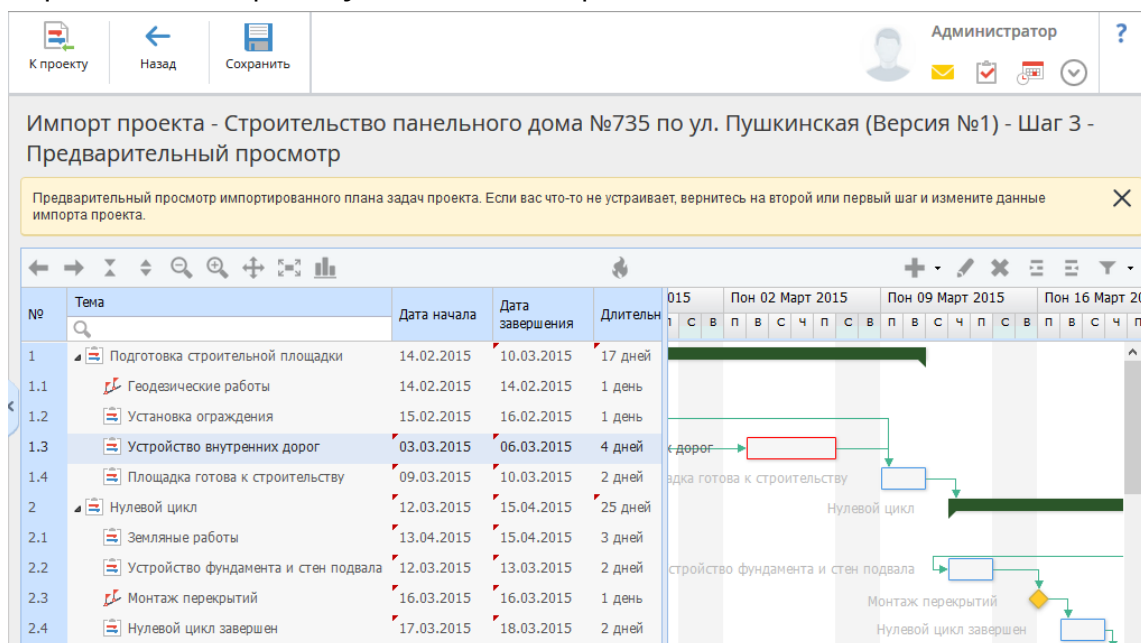 К проекту
Назад
Сохранить
Администратор
?
Импорт проекта - Строительство панельного дома №735 по ул. Пушкинская (Версия №1) - Шаг 3 -
Предварительный просмотр
Предварительный просмотр импортированного плана задач проекта. Если вас что-то не устраивает, вернитесь на второй или первый шаг и измените данные
импорта проекта.
№ Тема Дата начала Дата завершения Длительн 015 Пон 02 Март 2015 Пон 09 Март 2015 Пон 16 Март 20
С В П В С Ч П С В П В С Ч П С В П В С Ч П
1 Подготовка строительной площадки 14.02.2015 10.03.2015 17 дней
1.1 Геодезические работы 14.02.2015 14.02.2015 1 день
1.2 Установка ограждения 15.02.2015 16.02.2015 1 день
1.3 Устройство внутренних дорог 03.03.2015 06.03.2015 4 дней дорог
1.4 Площадка готова к строительству 09.03.2015 10.03.2015 2 дней адка готова к строительству
2 Нулевой цикл 12.03.2015 15.04.2015 25 дней Нулевой цикл
2.1 Земляные работы 13.04.2015 15.04.2015 3 дней
2.2 Устройство фундамента и стен подвала 12.03.2015 13.03.2015 2 дней стройство фундамента и стен подвала
2.3 Монтаж перекрытий 16.03.2015 16.03.2015 1 день Монтаж перекрытий
2.4 Нулевой цикл завершен 17.03.2015 18.03.2015 2 дней Нулевой цикл завершен